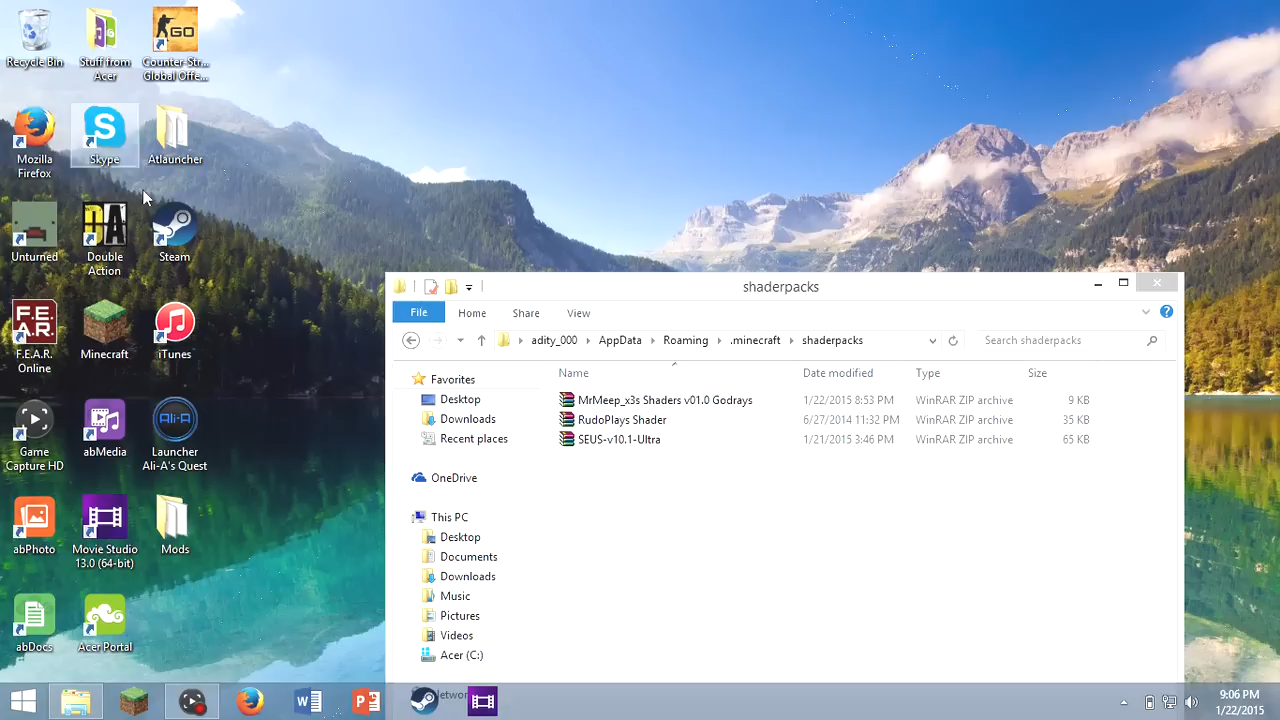 Recycle Bin
Stuff from
Acer
GO
Counter-Str...
Global Offe...
Mozilla
Firefox
Skype
Atlauncher
Unturned
DA
Double
Action
Steam
F.E.
A.R.
F.E.A.R.
Online
Minecraft
iTunes
Game
Capture HD
abMedia
Ali-A
Launcher
Ali-A's Quest
abPhoto
Movie Studio
13.0 (64-bit)
Mods
abDocs
Acer Portal
shaderpacks
File Home Share View
adity_000 AppData Roaming .minecraft shaderpacks
Search shaderpacks
Name Date modified Type Size
MrMeep_x3s Shaders v01.0 Godrays 1/22/2015 8:53 PM WinRAR ZIP archive 9 KB
RudoPlays Shader 6/27/2014 11:32 PM WinRAR ZIP archive 35 KB
SEUS-v10.1-Ultra 1/21/2015 3:46 PM WinRAR ZIP archive 65 KB
Favorites
Desktop
Downloads
Recent places
OneDrive
This PC
Desktop
Documents
Downloads
Music
Pictures
Videos
Acer (C:)
Network
9:06 PM
1/22/2015